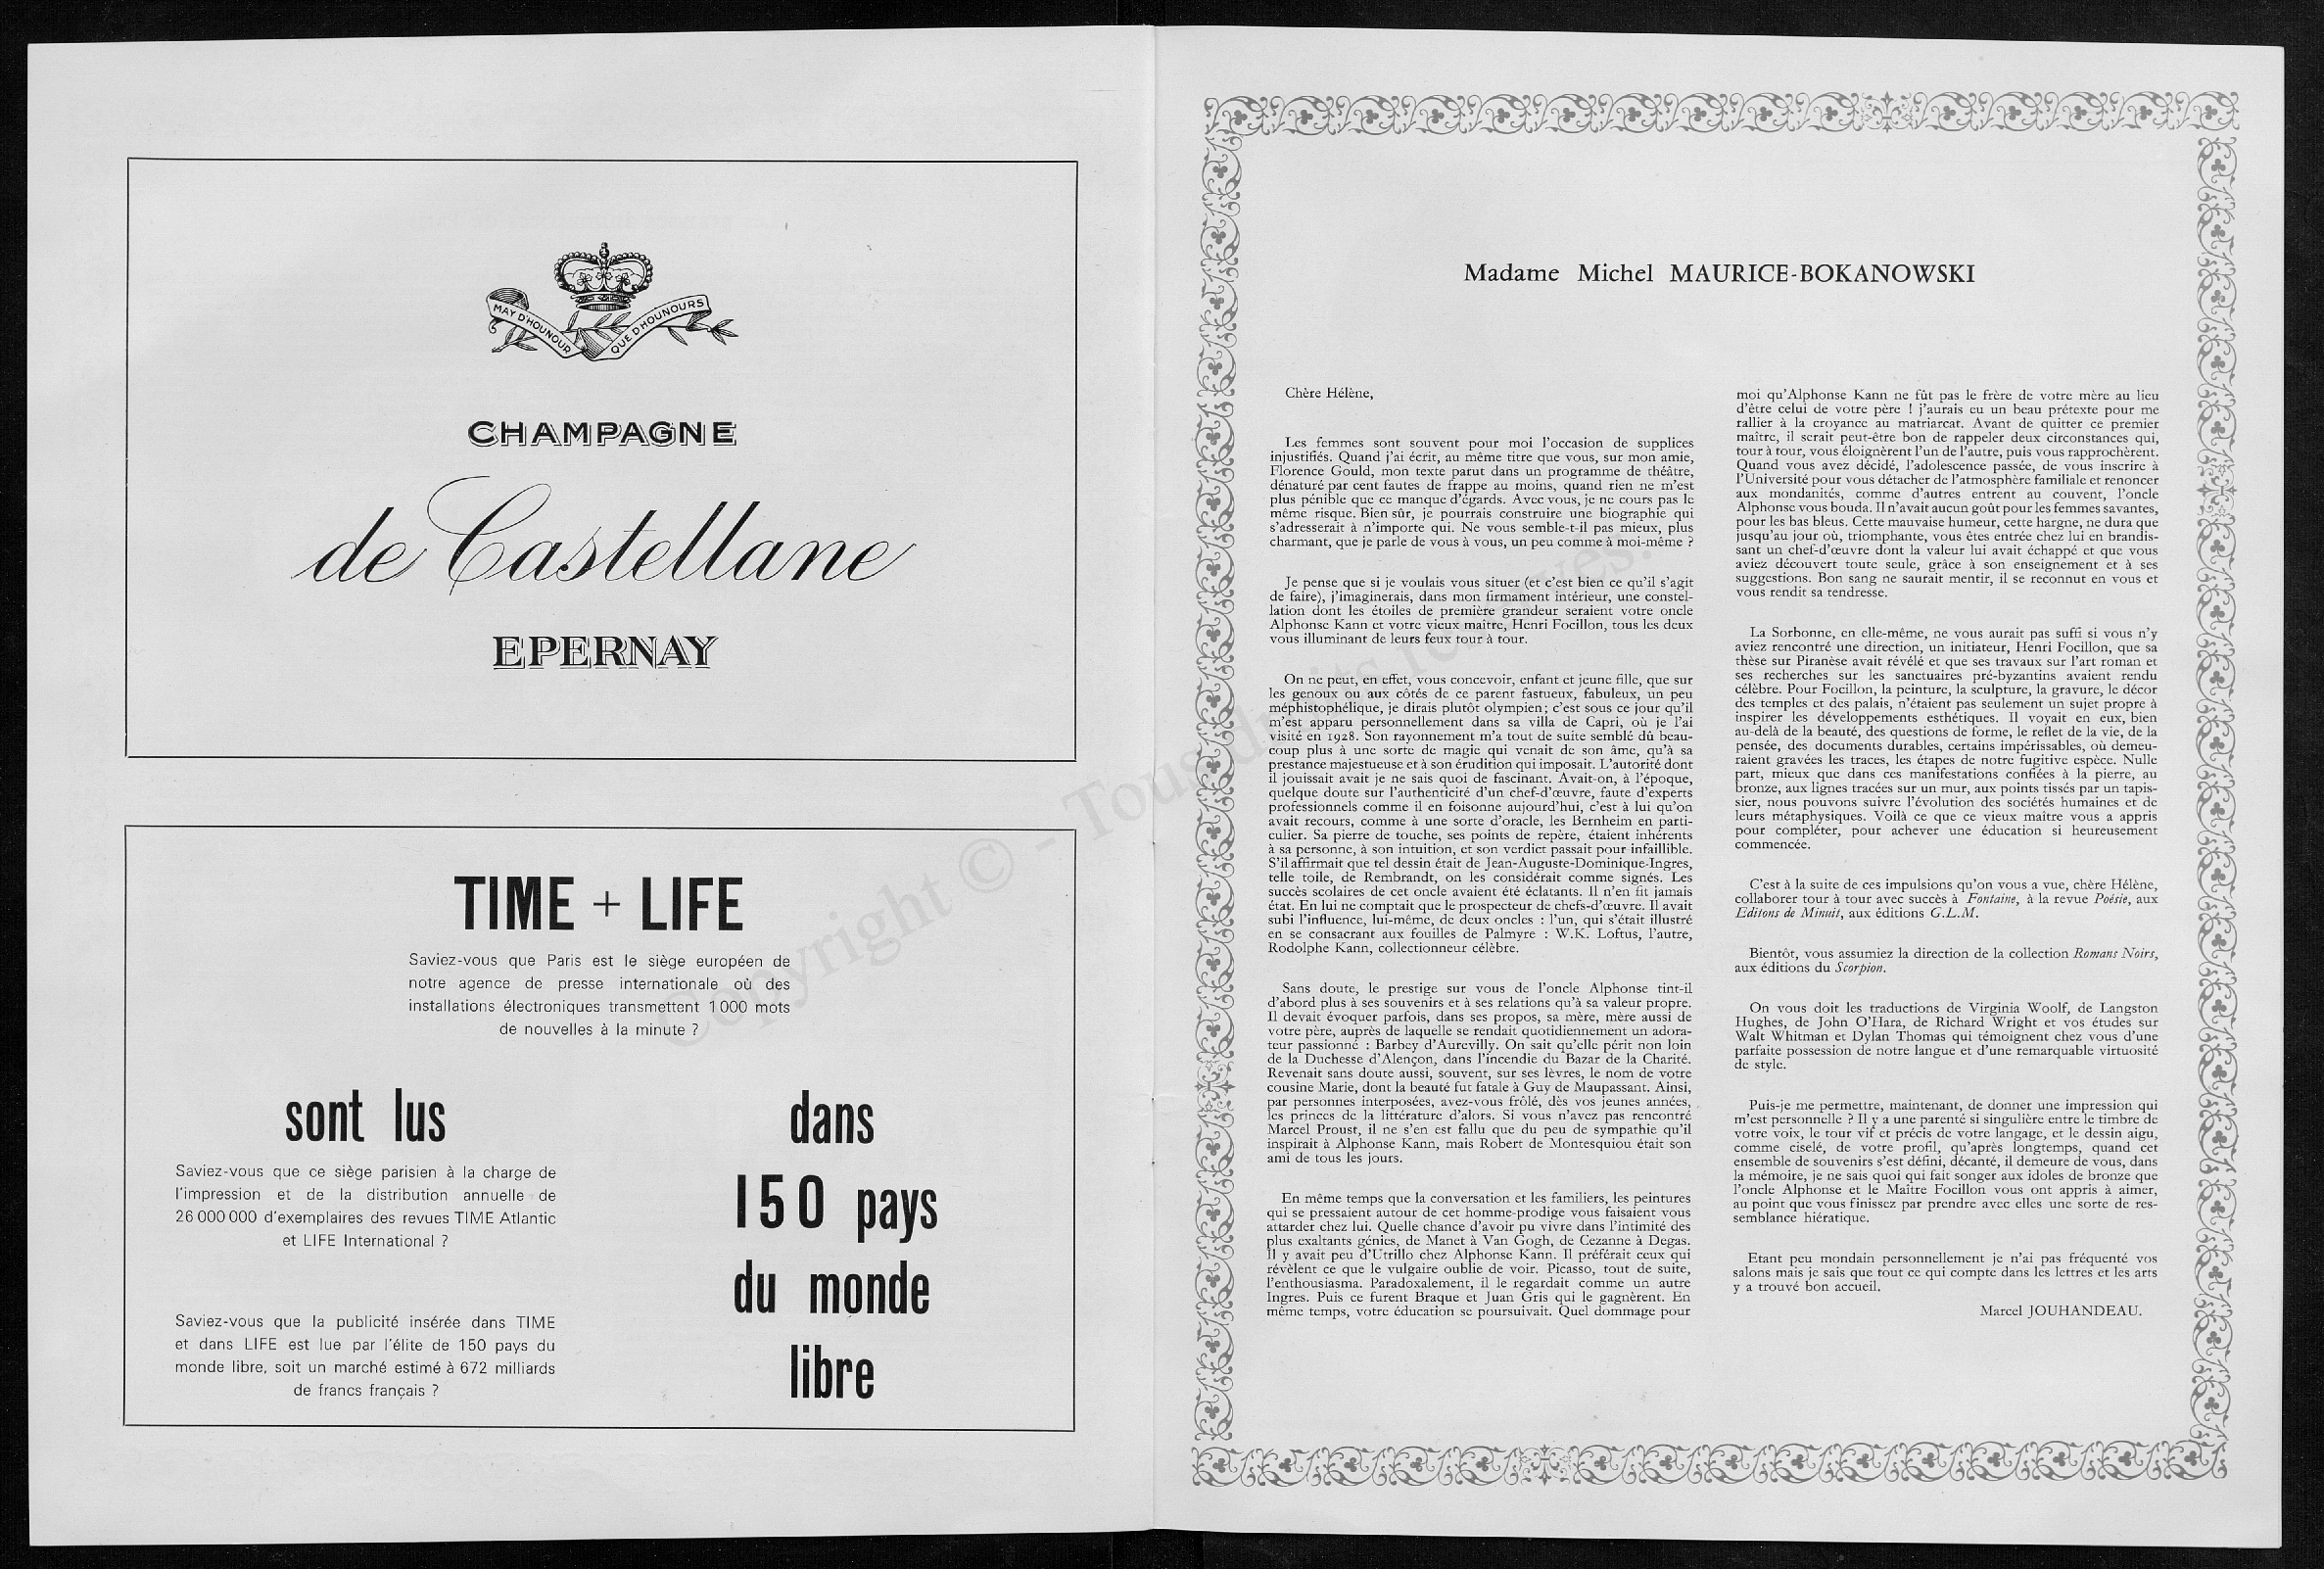 MAY D'HOUNOUR
QUE D'HOUNOURS
CHAMPAGNE
de Castellane
EPERNAY
TIME + LIFE
Saviez-vous que Paris est le siège européen de
notre agence de presse internationale où des
installations électroniques transmettent 1 000 mots
de nouvelles à la minute ?
sont lus
Saviez-vous que ce siège parisien à la charge de
l'impression et de la distribution annuelle de
26 000 000 d'exemplaires des revues TIME Atlantic
et LIFE International ?
Saviez-vous que la publicité insérée dans TIME
et dans LIFE est lue par l'élite de 150 pays du
monde libre, soit un marché estimé à 672 milliards
de francs français ?
dans
150 pays
du monde
libre
Madame Michel MAURICE-BOKANOWSKI
Chère Hélène,
Les femmes sont souvent pour moi l'occasion de supplices
injustifiés. Quand j'ai écrit, au même titre que vous, sur mon amie,
Florence Gould, mon texte parut dans un programme de théâtre,
dénaturé par cent fautes de frappe au moins, quand rien ne m'est
plus pénible que ce manque d'égards. Avec vous, je ne cours pas le
même risque. Bien sûr, je pourrais construire une biographie qui
s'adresserait à n'importe qui. Ne vous semble-t-il pas mieux, plus
charmant, que je parle de vous à vous, un peu comme à moi-même ?
Je pense que si je voulais vous situer (et c'est bien ce qu'il s'agit
de faire), j'imaginerais, dans mon firmament intérieur, une constel-
lation dont les étoiles de première grandeur seraient votre oncle
Alphonse Kann et votre vieux maître, Henri Focillon, tous les deux
vous illuminant de leurs feux tour à tour.
On ne peut, en effet, vous concevoir, enfant et jeune fille, que sur
les genoux ou aux côtés de ce parent fastueux, fabuleux, un peu
méphistophélique, je dirais plutôt olympien; c'est sous ce jour qu'il
m'est apparu personnellement dans sa villa de Capri, où je l'ai
visité en 1928. Son rayonnement m'a tout de suite semblé dû beau-
coup plus à une sorte de magie qui venait de son âme, qu'à sa
prestance majestueuse et à son érudition qui imposait. L'autorité dont
il jouissait avait je ne sais quoi de fascinant. Avait-on, à l'époque,
quelque doute sur l'authenticité d'un chef-d'œuvre, faute d'experts
professionnels comme il en foisonne aujourd'hui, c'est à lui qu'on
avait recours, comme à une sorte d'oracle, les Bernheim en parti-
culier. Sa pierre de touche, ses points de repère, étaient inhérents
à sa personne, à son intuition, et son verdict passait pour infaillible.
S'il affirmait que tel dessin était de Jean-Auguste-Dominique-Ingres,
telle toile, de Rembrandt, on les considérait comme signés. Les
succès scolaires de cet oncle avaient été éclatants. Il n'en fit jamais
état. En lui ne comptait que le prospecteur de chefs-d'œuvre. Il avait
subi l'influence, lui-même, de deux oncles : l'un, qui s'était illustré
en se consacrant aux fouilles de Palmyre : W.K. Loftus, l'autre,
Rodolphe Kann, collectionneur célèbre.
Sans doute, le prestige sur vous de l'oncle Alphonse tint-il
d'abord plus à ses souvenirs et à ses relations qu'à sa valeur propre.
Il devait évoquer parfois, dans ses propos, sa mère, mère aussi de
votre père, auprès de laquelle se rendait quotidiennement un adora-
teur passionné : Barbey d'Aurevilly. On sait qu'elle périt non loin
de la Duchesse d'Alençon, dans l'incendie du Bazar de la Charité.
Revenait sans doute aussi, souvent, sur ses lèvres, le nom de votre
cousine Marie, dont la beauté fut fatale à Guy de Maupassant. Ainsi,
par personnes interposées, avez-vous frôlé, dès vos jeunes années,
les princes de la littérature d'alors. Si vous n'avez pas rencontré
Marcel Proust, il ne s'en est fallu que du peu de sympathie qu'il
inspirait à Alphonse Kann, mais Robert de Montesquiou était son
ami de tous les jours.
En même temps que la conversation et les familiers, les peintures
qui se pressaient autour de cet homme-prodige vous faisaient vous
attarder chez lui. Quelle chance d'avoir pu vivre dans l'intimité des
plus exaltants génies, de Manet à Van Gogh, de Cezanne à Degas.
Il y avait peu d'Utrillo chez Alphonse Kann. Il préférait ceux qui
révèlent ce que le vulgaire oublie de voir. Picasso, tout de suite,
l'enthousiasma. Paradoxalement, il le regardait comme un autre
Ingres. Puis ce furent Braque et Juan Gris qui le gagnèrent. En
même temps, votre éducation se poursuivait. Quel dommage pour
moi qu'Alphonse Kann ne fût pas le frère de votre mère au lieu
d'être celui de votre père ! j'aurais eu un beau prétexte pour me
rallier à la croyance au matriarcat. Avant de quitter ce premier
maître, il serait peut-être bon de rappeler deux circonstances qui,
tour à tour, vous éloignèrent l'un de l'autre, puis vous rapprochèrent.
Quand vous avez décidé, l'adolescence passée, de vous inscrire à
l'Université pour vous détacher de l'atmosphère familiale et renoncer
aux mondanités, comme d'autres entrent au couvent, l'oncle
Alphonse vous bouda. Il n'avait aucun goût pour les femmes savantes,
pour les bas bleus. Cette mauvaise humeur, cette hargne, ne dura que
jusqu'au jour où, triomphante, vous êtes entrée chez lui en brandis-
sant un chef-d'œuvre dont la valeur lui avait échappé et que vous
aviez découvert toute seule, grâce à son enseignement et à ses
suggestions. Bon sang ne saurait mentir, il se reconnut en vous et
vous rendit sa tendresse.
La Sorbonne, en elle-même, ne vous aurait pas suffi si vous n'y
aviez rencontré une direction, un initiateur, Henri Focillon, que sa
thèse sur Piranèse avait révélé et que ses travaux sur l'art roman et
ses recherches sur les sanctuaires pré-byzantins avaient rendu
célèbre. Pour Focillon, la peinture, la sculpture, la gravure, le décor
des temples et des palais, n'étaient pas seulement un sujet propre à
inspirer les développements esthétiques. Il voyait en eux, bien
au-delà de la beauté, des questions de forme, le reflet de la vie, de la
pensée, des documents durables, certains impérissables, où demeu-
raient gravées les traces, les étapes de notre fugitive espèce. Nulle
part, mieux que dans ces manifestations confiées à la pierre, au
bronze, aux lignes tracées sur un mur, aux points tissés par un tapis-
sier, nous pouvons suivre l'évolution des sociétés humaines et de
leurs métaphysiques. Voilà ce que ce vieux maître vous a appris
pour compléter, pour achever une éducation si heureusement
commencée.
C'est à la suite de ces impulsions qu'on vous a vue, chère Hélène,
collaborer tour à tour avec succès à Fontaine, à la revue Poésie, aux
Editons de Minuit, aux éditions G.L.M.
Bientôt, vous assumiez la direction de la collection Romans Noirs,
aux éditions du Scorpion.
On vous doit les traductions de Virginia Woolf, de Langston
Hughes, de John O'Hara, de Richard Wright et vos études sur
Walt Whitman et Dylan Thomas qui témoignent chez vous d'une
parfaite possession de notre langue et d'une remarquable virtuosité
de style.
Puis-je me permettre, maintenant, de donner une impression qui
m'est personnelle ? Il y a une parenté si singulière entre le timbre de
votre voix, le tour vif et précis de votre langage, et le dessin aigu,
comme ciselé, de votre profil, qu'après longtemps, quand cet
ensemble de souvenirs s'est défini, décanté, il demeure de vous, dans
la mémoire, je ne sais quoi qui fait songer aux idoles de bronze que
l'oncle Alphonse et le Maître Focillon vous ont appris à aimer,
au point que vous finissez par prendre avec elles une sorte de res-
semblance hiératique.
Etant peu mondain personnellement je n'ai pas fréquenté vos
salons mais je sais que tout ce qui compte dans les lettres et les arts
y a trouvé bon accueil.
Marcel JOUHANDEAU.
Copyright © - Tous droits réservés.